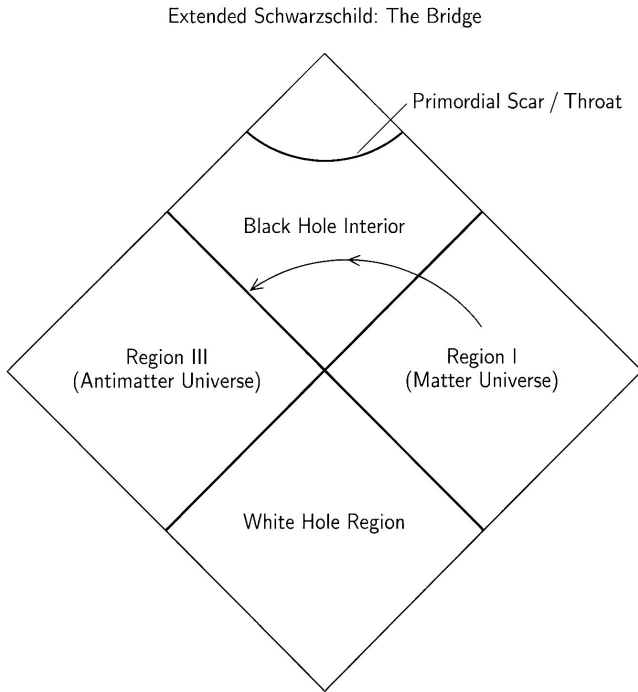 Extended Schwarzschild: The Bridge
Primordial Scar / Throat
Black Hole Interior
Region III
(Antimatter Universe)
Region I
(Matter Universe)
White Hole Region